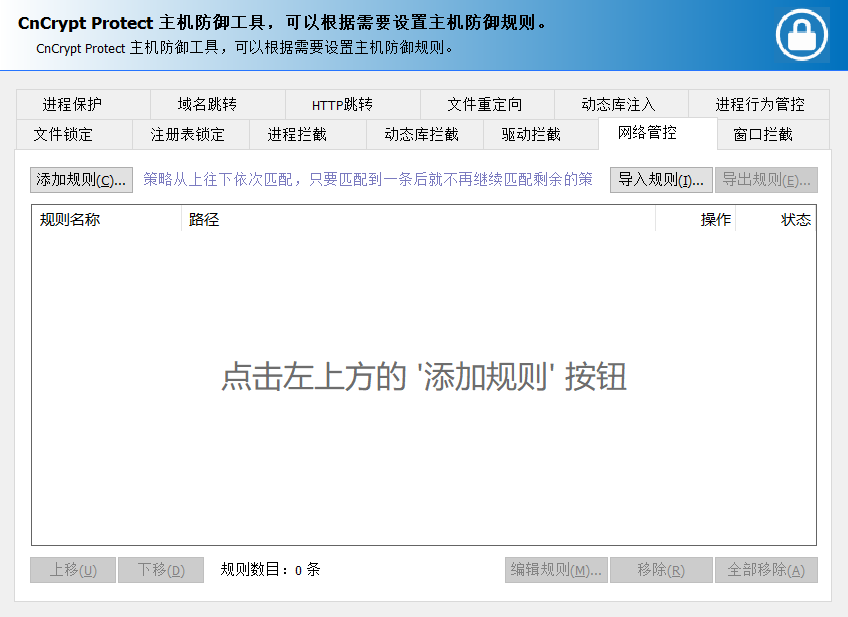 CnCrypt Protect 主机防御工具，可以根据需要设置主机防御规则。
CnCrypt Protect 主机防御工具，可以根据需要设置主机防御规则。
进程保护 域名跳转 HTTP跳转 文件重定向 动态库注入 进程行为管控
文件锁定 注册表锁定 进程拦截 动态库拦截 驱动拦截 网络管控 窗口拦截
添加规则(C)... 策略从上往下依次匹配，只要匹配到一条后就不再继续匹配剩余的策 导入规则(I)... 导出规则(E)...
规则名称 路径 操作 状态
点击左上方的 '添加规则' 按钮
上移(U) 下移(D) 规则数目：0 条 编辑规则(M)... 移除(R) 全部移除(A)